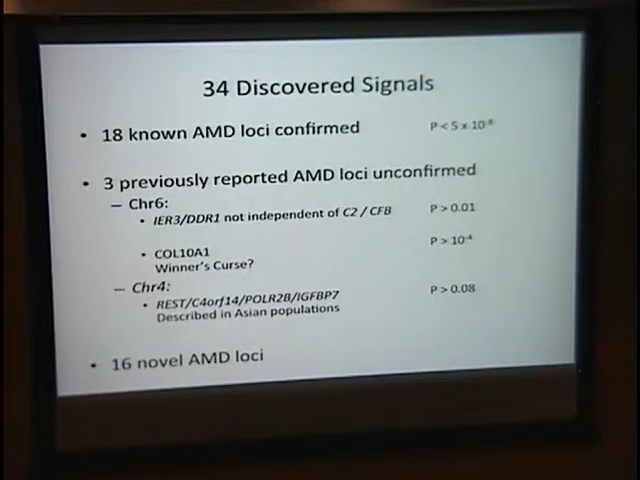 34 Discovered Signals
• 18 known AMD loci confirmed P < 5 x 10⁻⁸
• 3 previously reported AMD loci unconfirmed
– Chr6:
• IER3/DDR1 not independent of C2 / CFB P > 0.01
• COL10A1 P > 10⁻⁴
Winner's Curse?
– Chr4:
• REST/C4orf14/POLR2B/IGFBP7 P > 0.08
Described in Asian populations
• 16 novel AMD loci